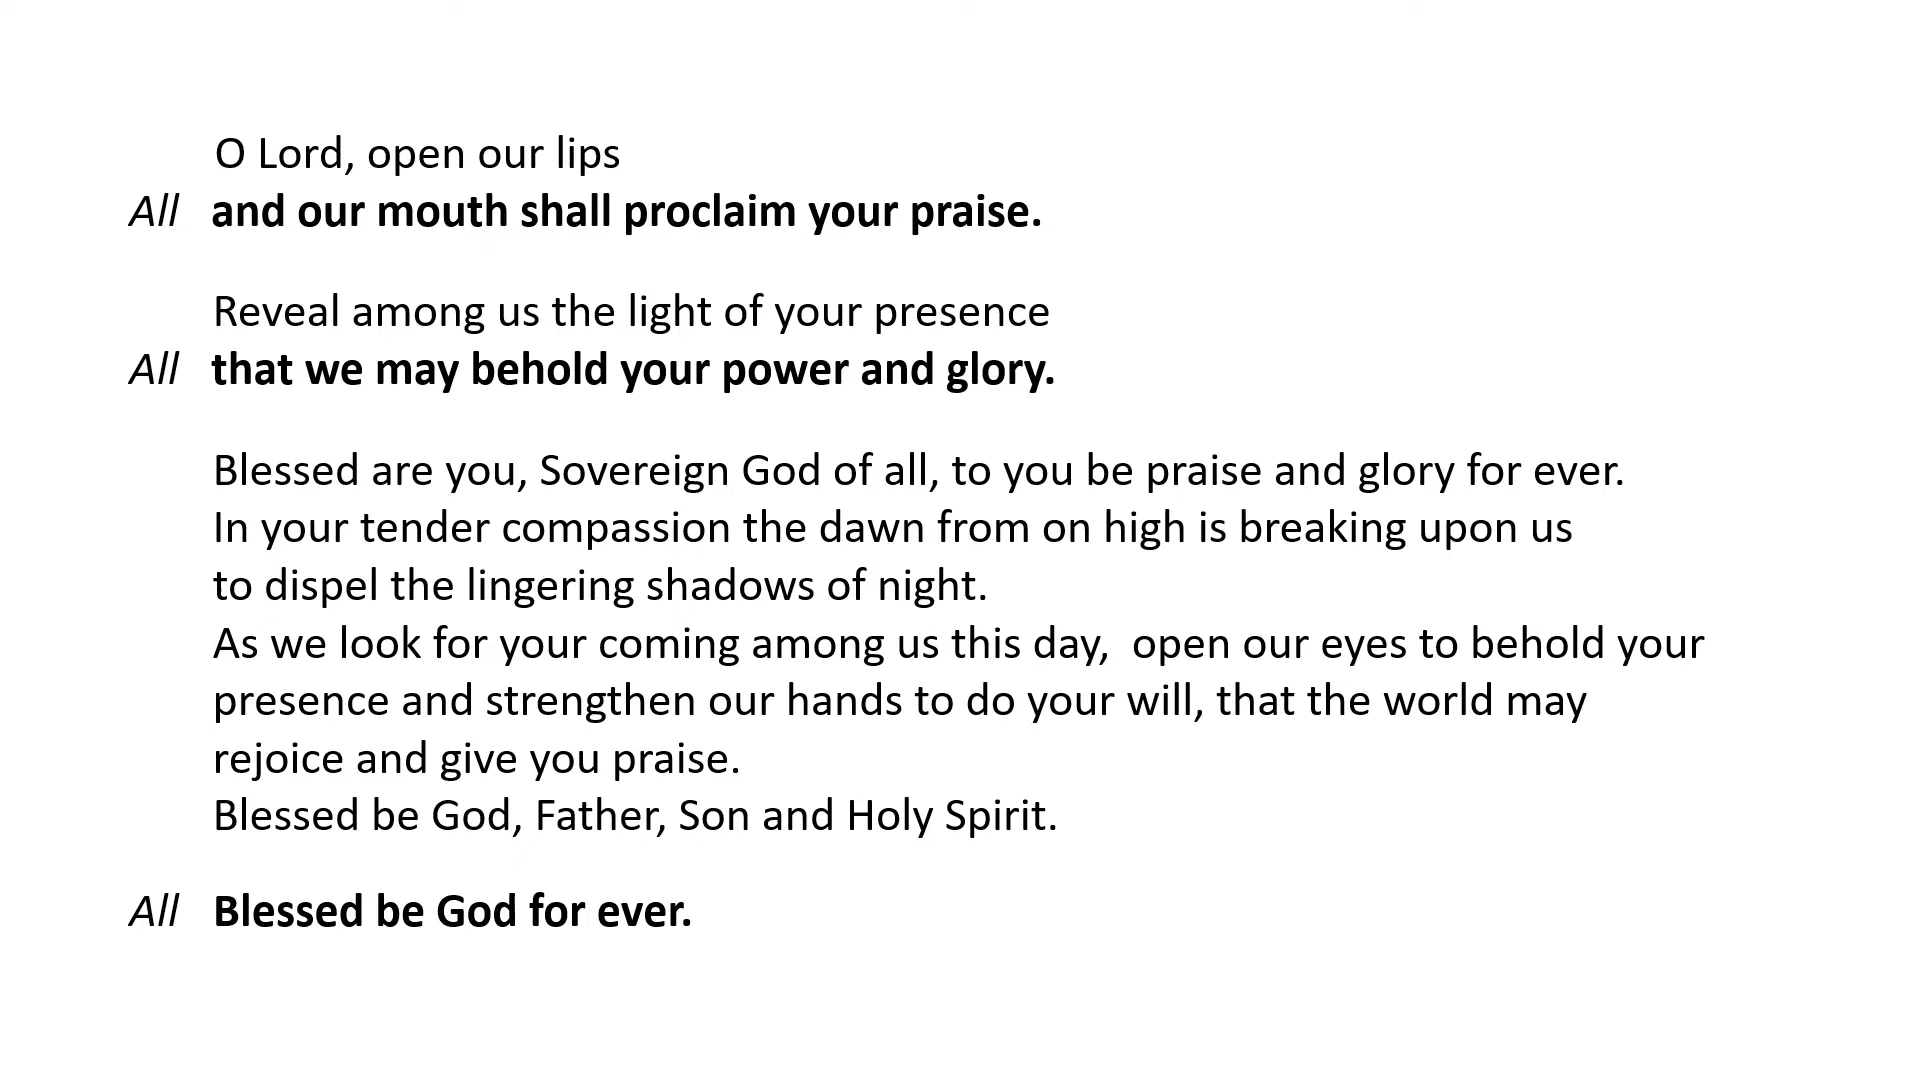 O Lord, open our lips
All and our mouth shall proclaim your praise.
Reveal among us the light of your presence
All that we may behold your power and glory.
Blessed are you, Sovereign God of all, to you be praise and glory for ever.
In your tender compassion the dawn from on high is breaking upon us
to dispel the lingering shadows of night.
As we look for your coming among us this day,  open our eyes to behold your
presence and strengthen our hands to do your will, that the world may
rejoice and give you praise.
Blessed be God, Father, Son and Holy Spirit.
All Blessed be God for ever.